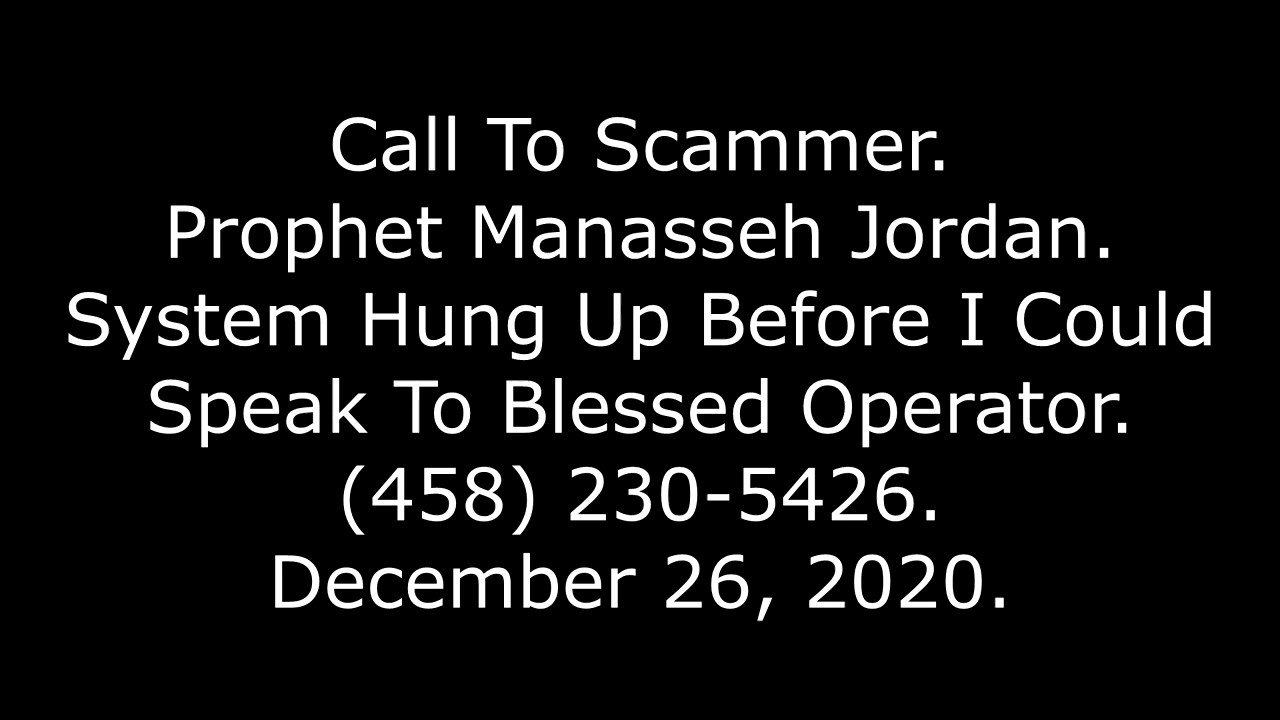 Call To Scammer.
Prophet Manasseh Jordan.
System Hung Up Before I Could
Speak To Blessed Operator.
(458) 230-5426.
December 26, 2020.